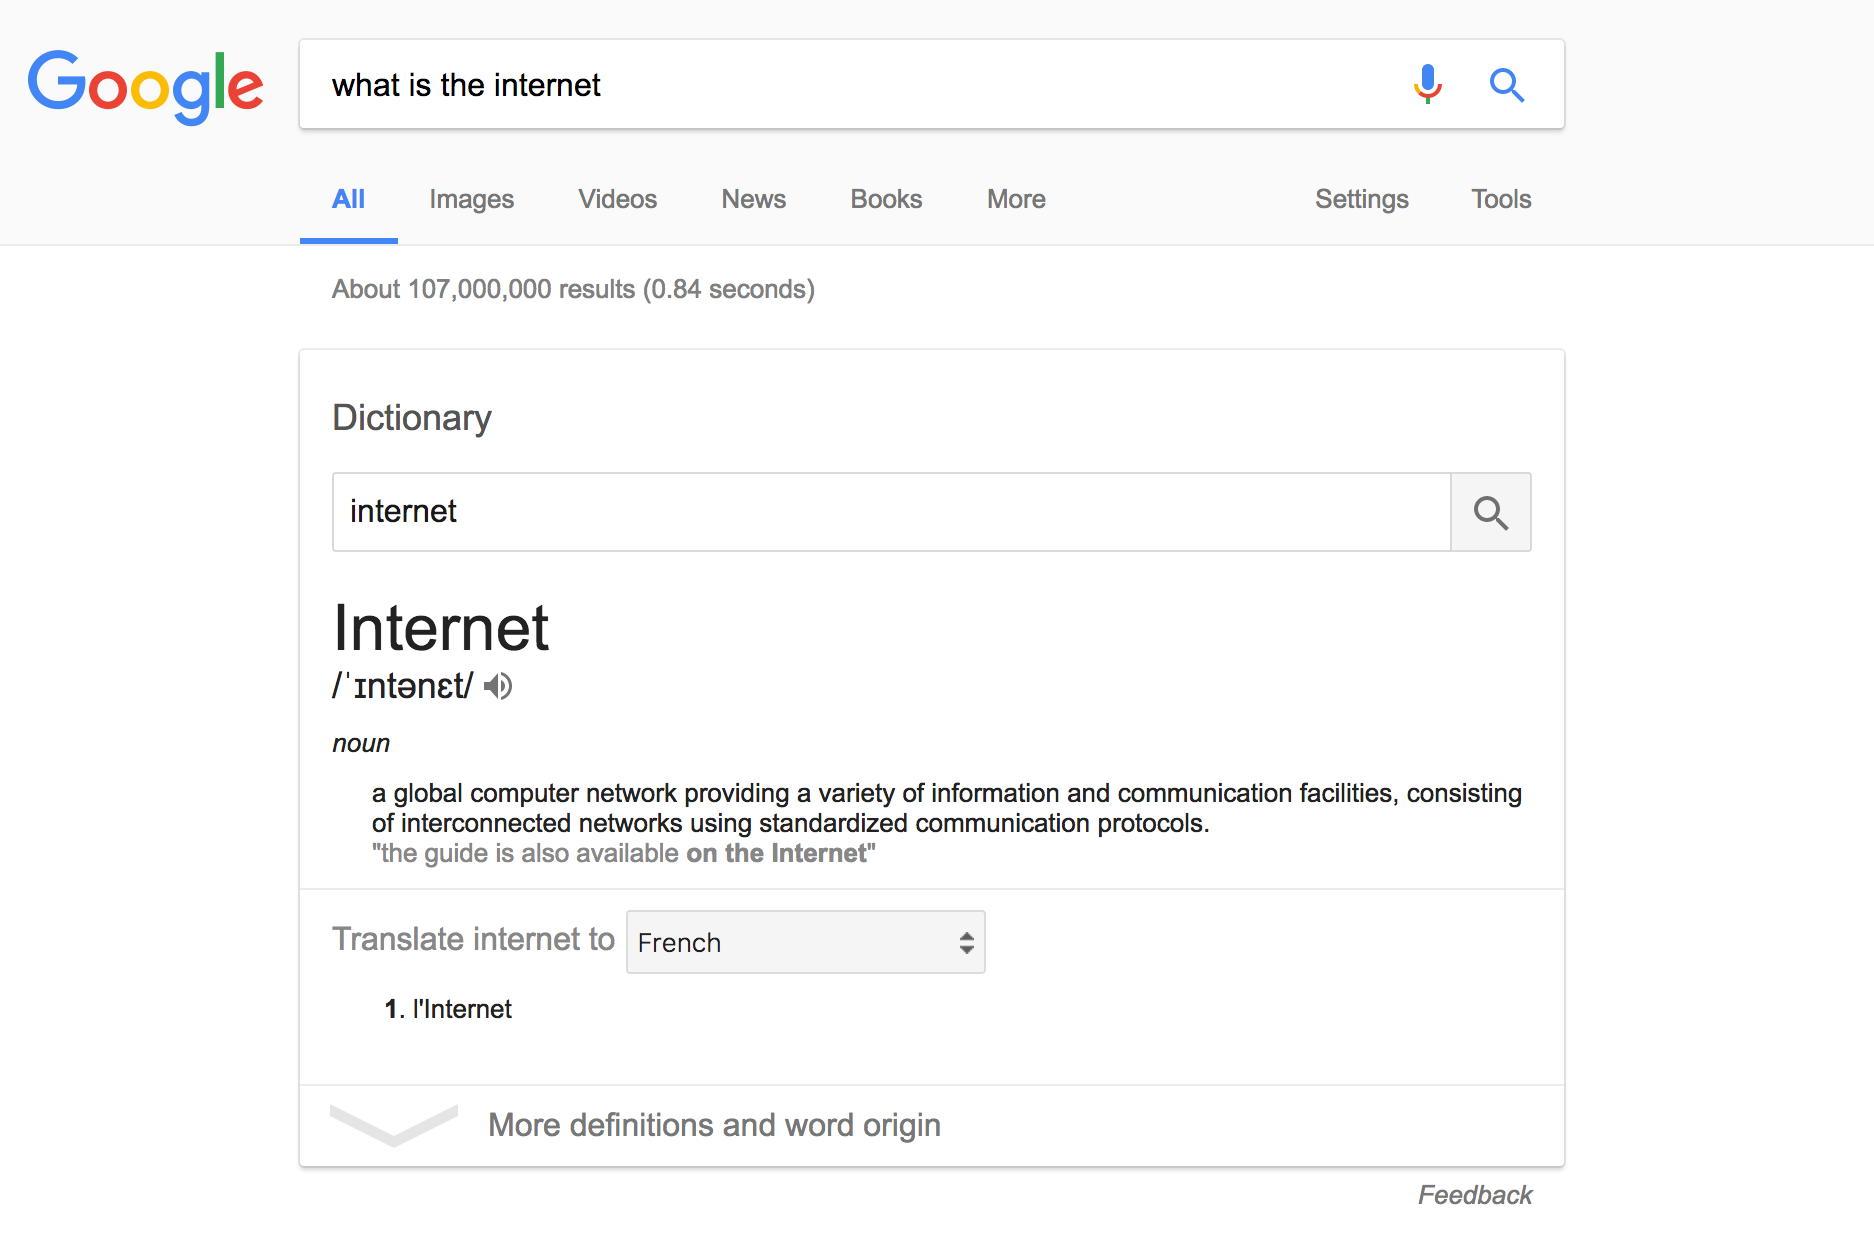 Google
what is the internet
All Images Videos News Books More Settings Tools
About 107,000,000 results (0.84 seconds)
Dictionary
internet
Internet
/ˈɪntənɛt/
noun
a global computer network providing a variety of information and communication facilities, consisting
of interconnected networks using standardized communication protocols.
"the guide is also available on the Internet"
Translate internet to French
1. l'Internet
More definitions and word origin
Feedback